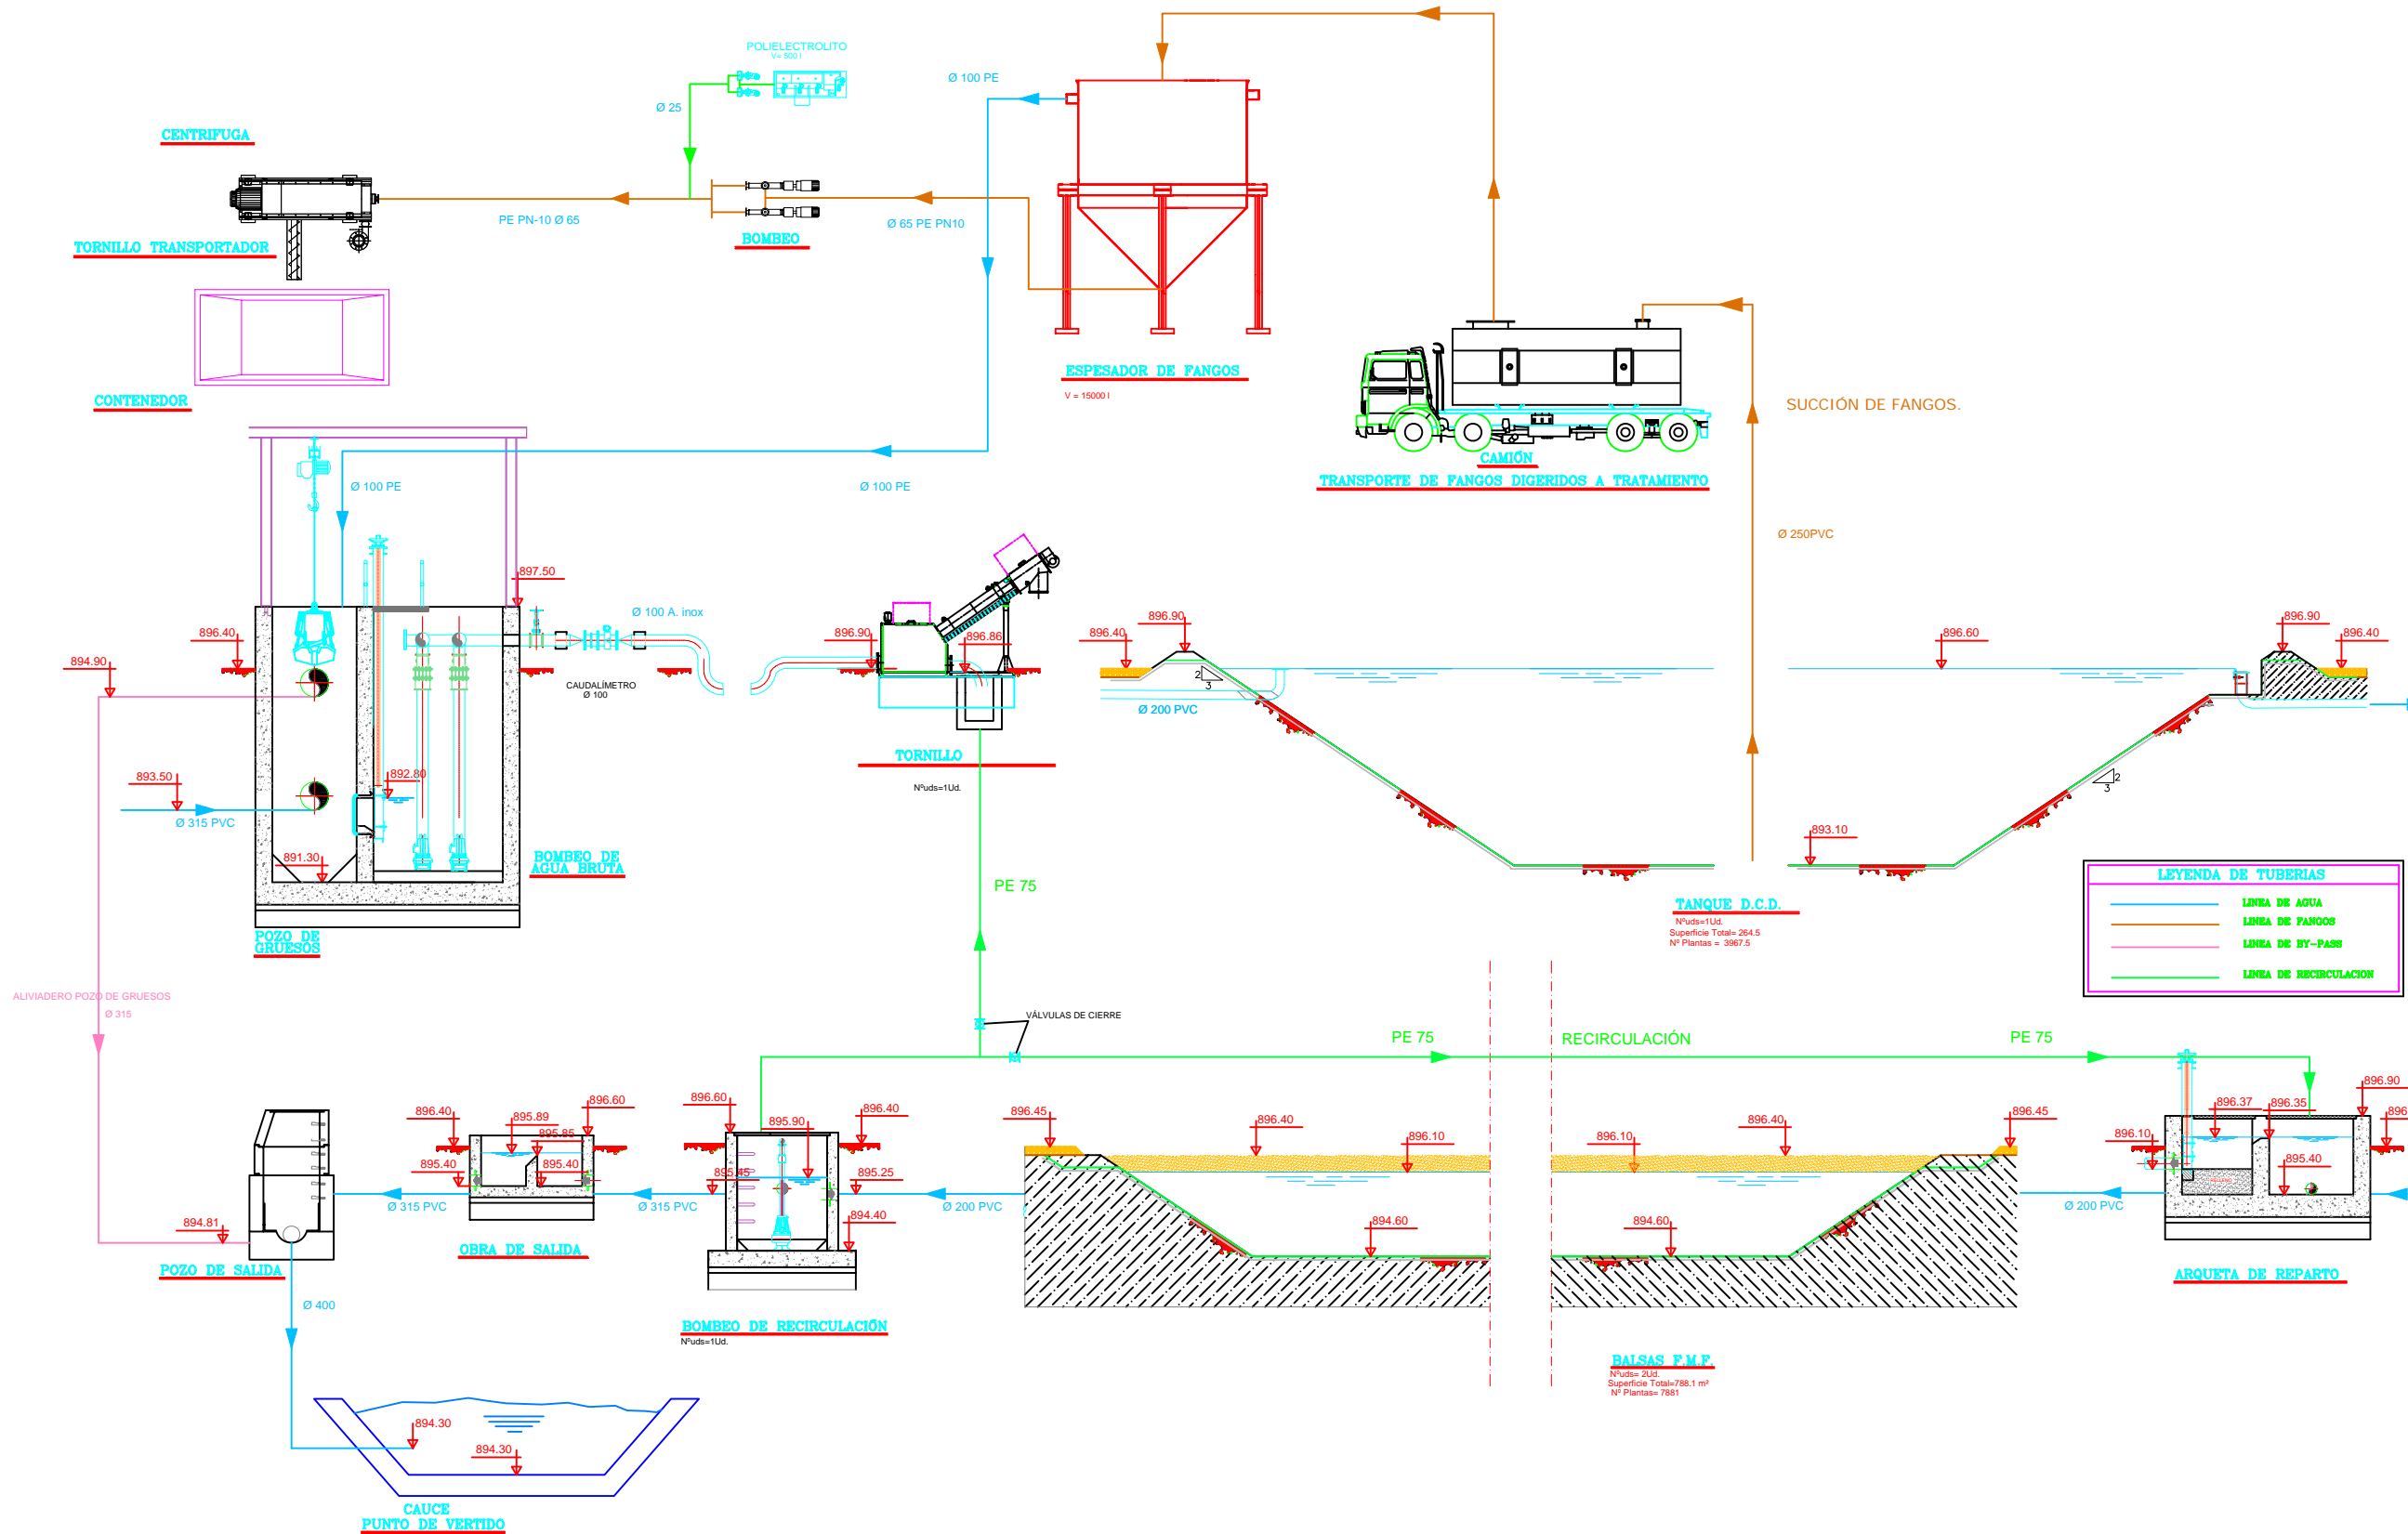 POLIELECTROLITO
V= 500 l
Ø 100 PE
Ø 25
CENTRIFUGA
PE PN-10 Ø 65
BOMBEO
Ø 65 PE PN10
TORNILLO TRANSPORTADOR
CONTENEDOR
ESPESADOR DE FANGOS
V = 15000 l
SUCCIÓN DE FANGOS.
CAMIÓN
TRANSPORTE DE FANGOS DIGERIDOS A TRATAMIENTO
Ø 100 PE
Ø 100 PE
Ø 250PVC
897.50
Ø 100 A. inox
896.40
894.90
896.90
896.86
896.40
896.90
896.60
896.90
896.40
CAUDALÍMETRO
Ø 100
2
3
Ø 200 PVC
TORNILLO
NºUds=1Ud.
893.50
892.80
Ø 315 PVC
891.30
2
3
893.10
BOMBEO DE
AGUA BRUTA
PE 75
POZO DE
GRUESOS
TANQUE D.C.D.
Nºuds=1Ud.
Superficie Total= 264.5
Nº Plantas = 3967.5
LEYENDA DE TUBERIAS
LINEA DE AGUA
LINEA DE FANGOS
LINEA DE BY-PASS
LINEA DE RECIRCULACION
ALIVIADERO POZO DE GRUESOS
Ø 315
VÁLVULAS DE CIERRE
PE 75
RECIRCULACIÓN
PE 75
896.40
895.89
896.60
895.85
895.40
895.40
896.60
895.90
896.40
895.45
895.25
894.40
896.45
896.40
896.10
896.10
896.40
896.45
896.10
896.37
896.35
896.90
895.40
RELLENO
Ø 315 PVC
Ø 315 PVC
Ø 200 PVC
Ø 200 PVC
894.81
894.60
894.60
POZO DE SALIDA
OBRA DE SALIDA
ARQUETA DE REPARTO
Ø 400
BOMBEO DE RECIRCULACIÓN
Nºuds=1Ud.
BALSAS F.M.F.
Nºuds= 2Ud.
Superficie Total=788.1 m²
Nº Plantas= 7881
894.30
894.30
CAUCE
PUNTO DE VERTIDO